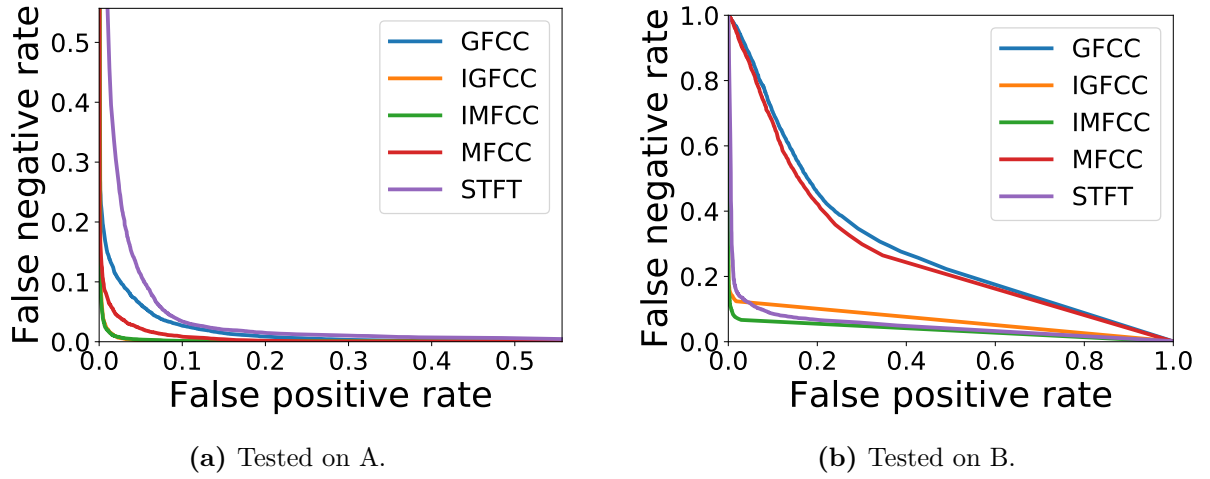 False negative rate
0.5
0.4
0.3
0.2
0.1
0.0
0.0 0.1 0.2 0.3 0.4 0.5
False positive rate
GFCC
IGFCC
IMFCC
MFCC
STFT
(a) Tested on A.
False negative rate
1.0
0.8
0.6
0.4
0.2
0.0
0.0 0.2 0.4 0.6 0.8 1.0
False positive rate
GFCC
IGFCC
IMFCC
MFCC
STFT
(b) Tested on B.